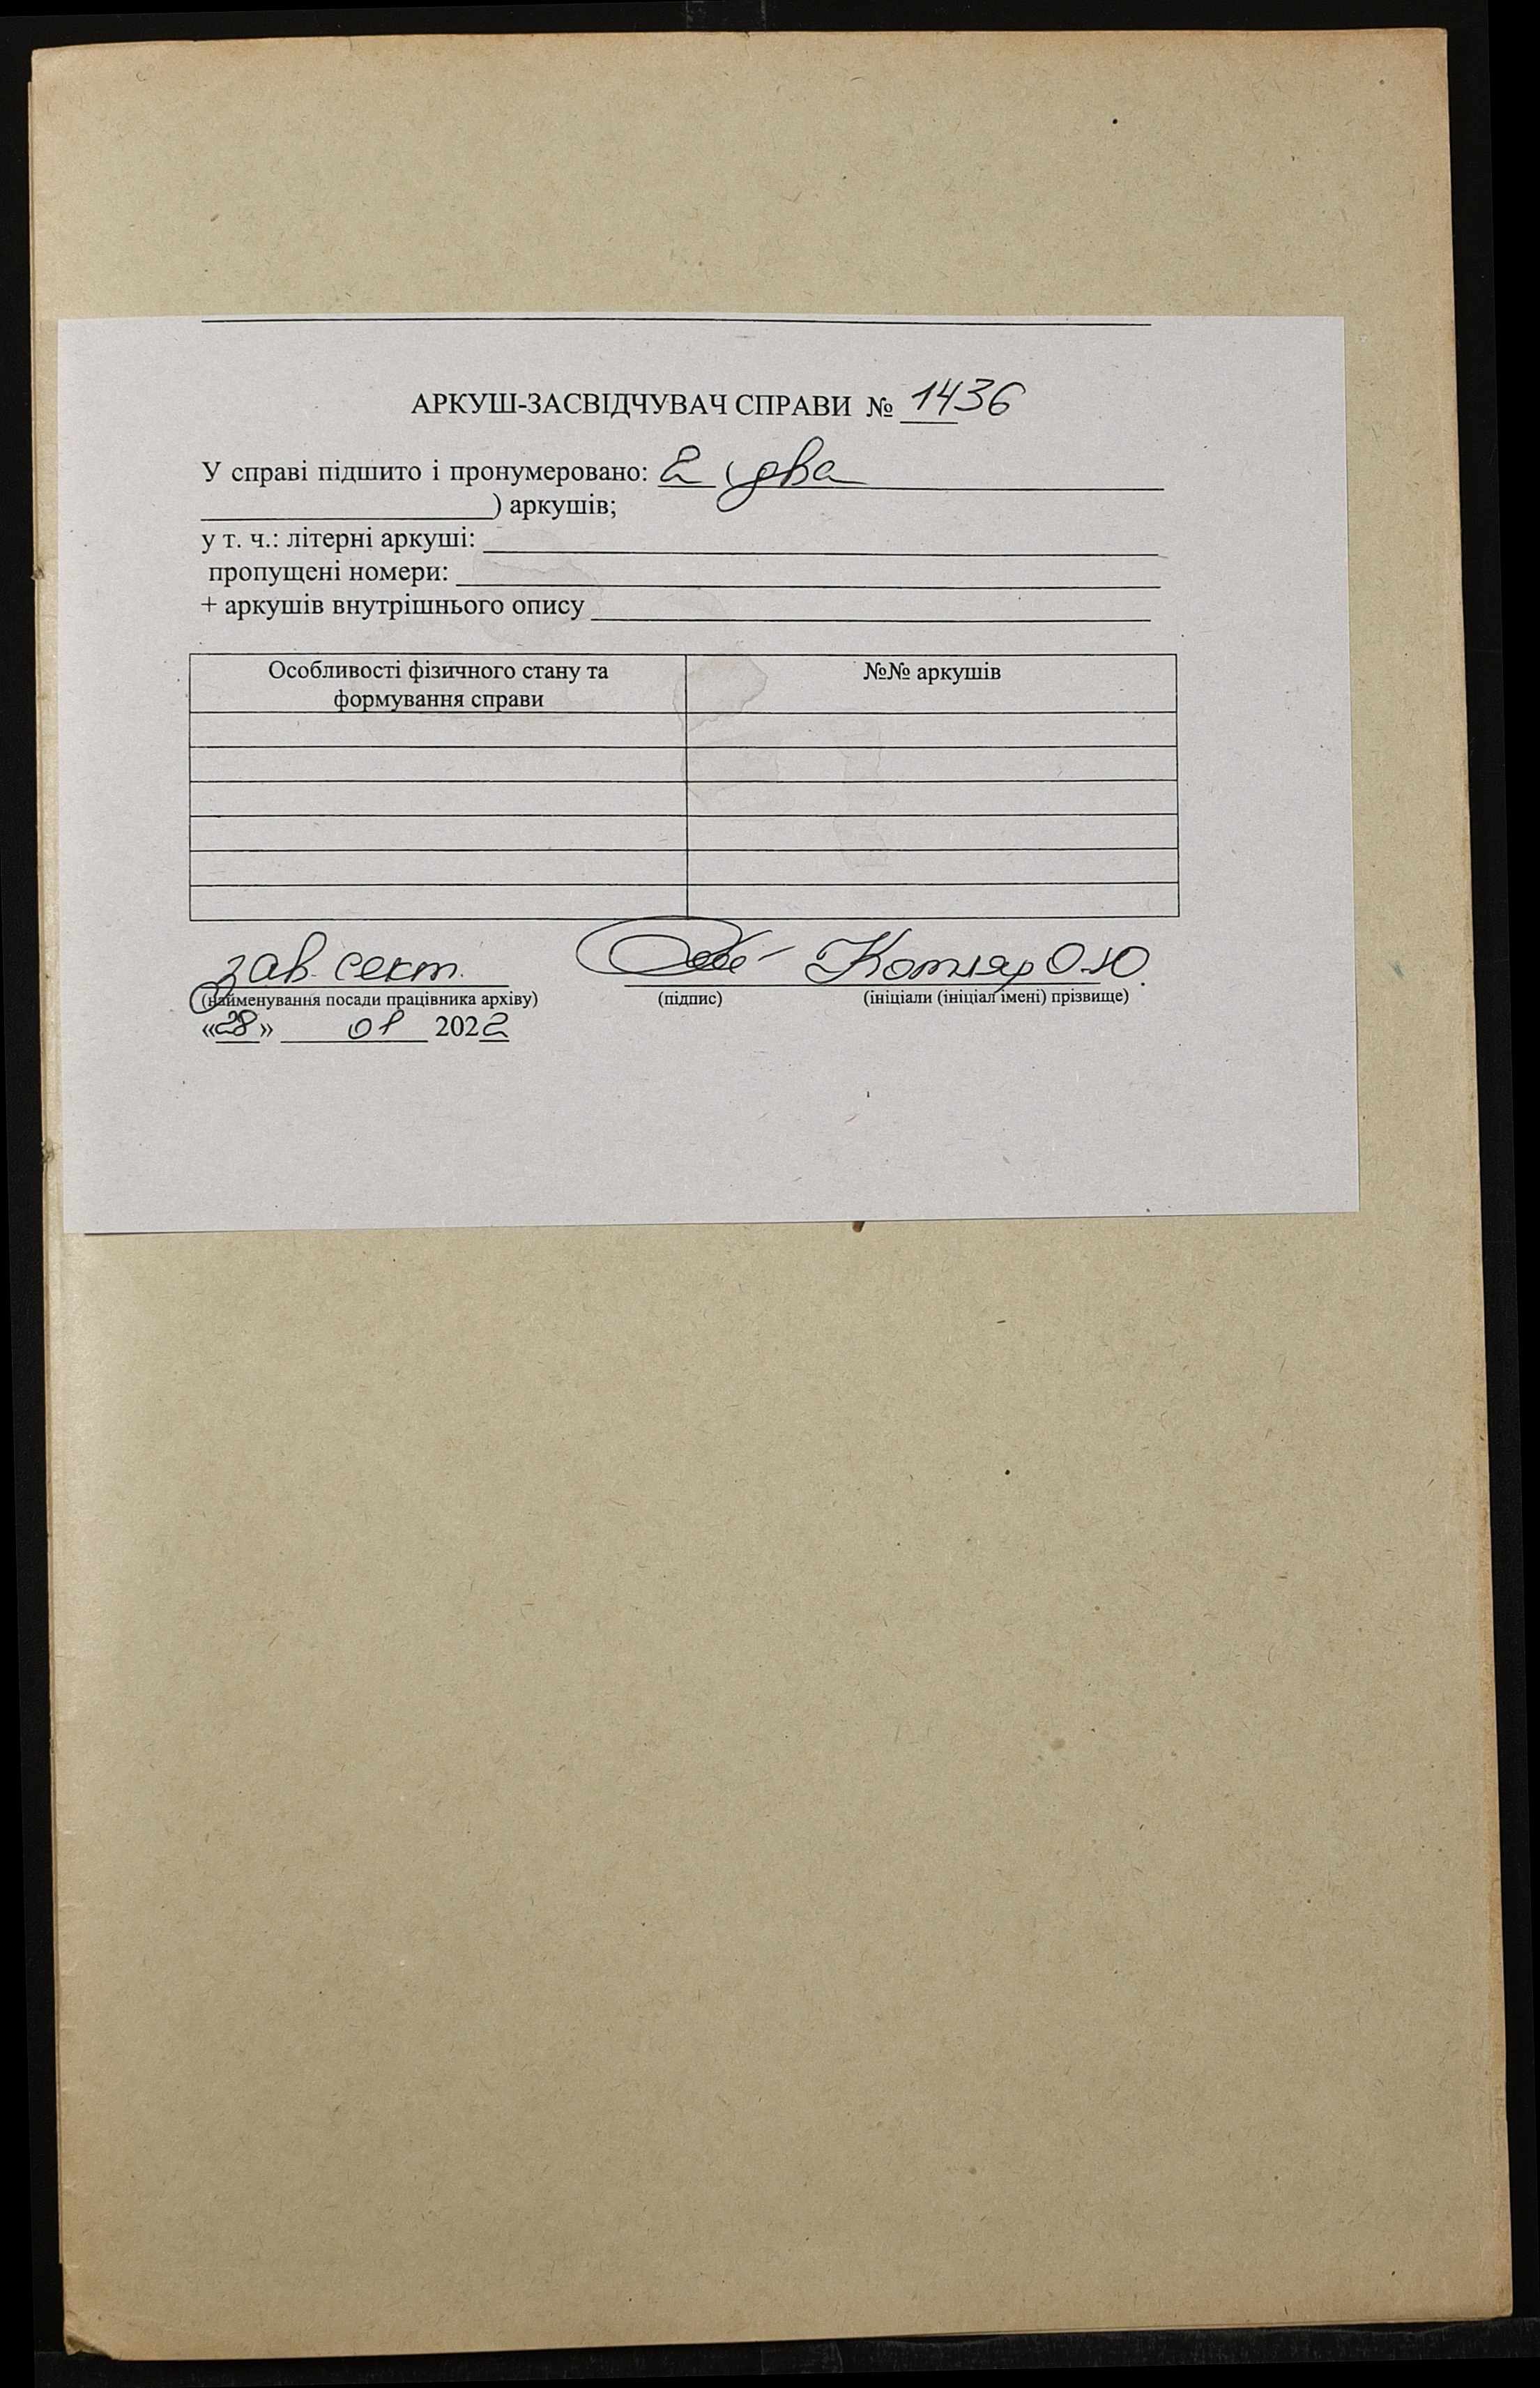 АРКУШ-ЗАСВІДЧУВАЧ СПРАВИ № 1436
У справі підшито і пронумеровано: 2 (два
) аркушів;
у т. ч.: літерні аркуші:
пропущені номери:
+ аркушів внутрішнього опису
Особливості фізичного стану та
формування справи
№№ аркушів
зав. сект. Котляр О.Ю.
(найменування посади працівника архіву) (підпис) (ініціали (ініціал імені) прізвище)
«28» 01 2022